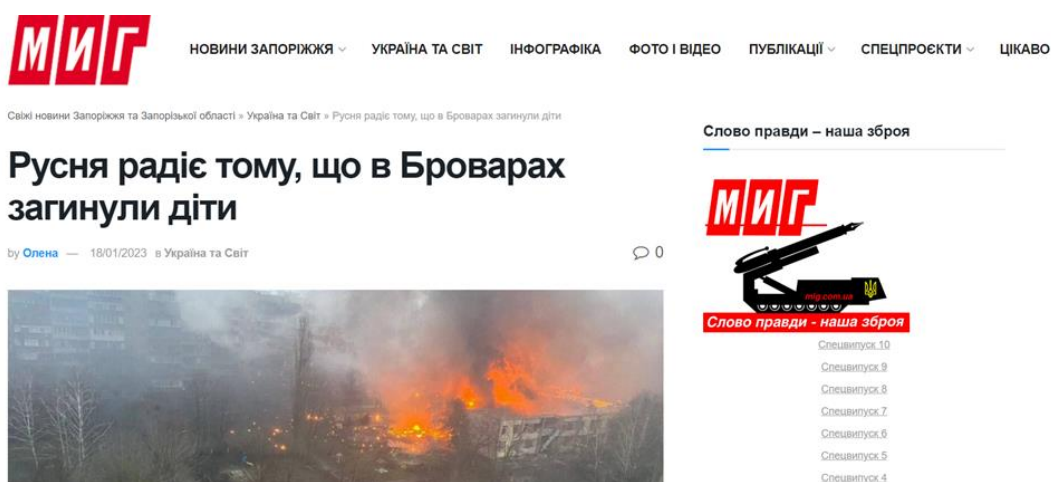 МИГ
НОВИНИ ЗАПОРІЖЖЯ УКРАЇНА ТА СВІТ ІНФОГРАФІКА ФОТО І ВІДЕО ПУБЛІКАЦІЇ СПЕЦПРОЄКТИ ЦІКАВО
Свіжі новини Запоріжжя та Запорізької області » Україна та Світ » Русня радіє тому, що в Броварах загинули діти
Русня радіє тому, що в Броварах
загинули діти
by Олена — 18/01/2023 в Україна та Світ
0
Слово правди – наша зброя
МИГ
mig.com.ua
Слово правди - наша зброя
Спецвипуск 10
Спецвипуск 9
Спецвипуск 8
Спецвипуск 7
Спецвипуск 6
Спецвипуск 5
Спецвипуск 4